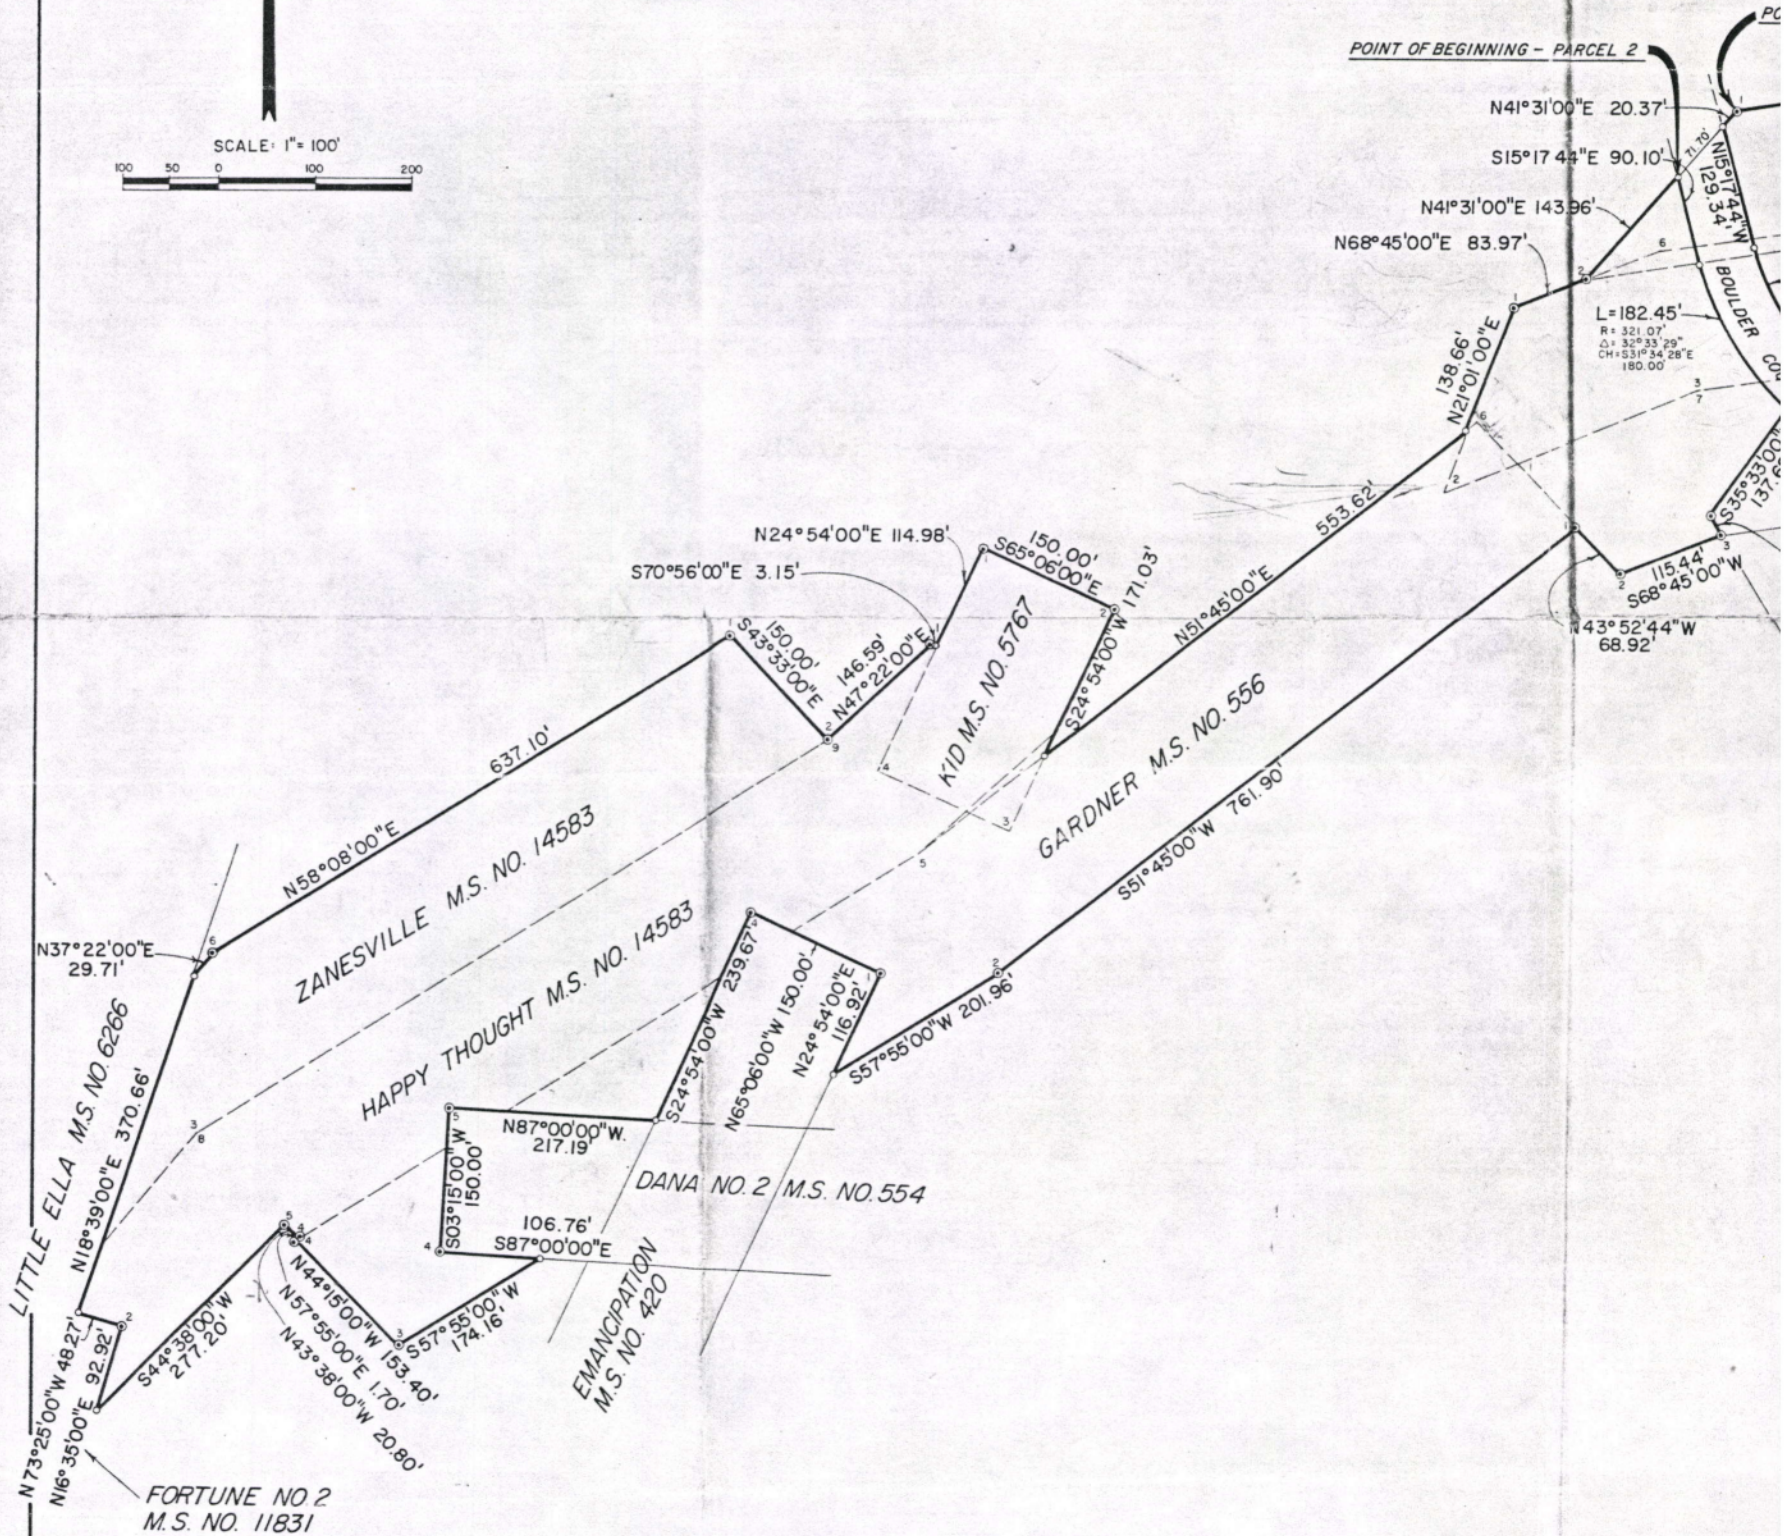 PO
POINT OF BEGINNING - PARCEL 2
SCALE: 1"= 100'
100 50 0 100 200
N41°31'00"E 20.37'
S15°17 44"E 90.10'
71.70'
N15°17'44"W
129.34'
N41°31'00"E 143.96'
N68°45'00"E 83.97'
L=182.45'
R= 321.07'
Δ= 32°33'29"
CH=S31°34'28"E
180.00'
BOULDER
138.66'
N21°01'00"E
S35°33'00"
115.44'
S68°45'00"W
N43°52'44"W
68.92'
553.62'
N51°45'00"E
N24°54'00"E 114.98'
S70°56'00"E 3.15'
150.00'
S65°06'00"E
S24°54'00"W 171.03'
KID M.S. NO. 5767
150.00'
S43°33'00"E
146.59'
N47°22'00"E
637.10'
N58°08'00"E
GARDNER M.S. NO. 556
S51°45'00"W 761.90'
ZANESVILLE M.S. NO. 14583
HAPPY THOUGHT M.S. NO. 14583
N37°22'00"E
29.71'
LITTLE ELLA M.S. NO. 6266
N18°39'00"E 370.66'
S24°54'00"W 239.67'
N65°06'00"W 150.00'
N24°54'00"E
116.92'
S57°55'00"W 201.96'
N87°00'00"W.
217.19'
S03°15'00"W
150.00'
DANA NO. 2 M.S. NO. 554
106.76'
S87°00'00"E
EMANCIPATION
M.S. NO. 420
S57°55'00"W
174.16'
N44°15'00"W 153.40'
N57°55'00"E 1.70'
N43°38'00"W 20.80'
S44°38'00"W
277.20'
N73°25'00"W 48.27'
N16°35'00"E 92.92'
FORTUNE NO. 2
M.S. NO. 11831